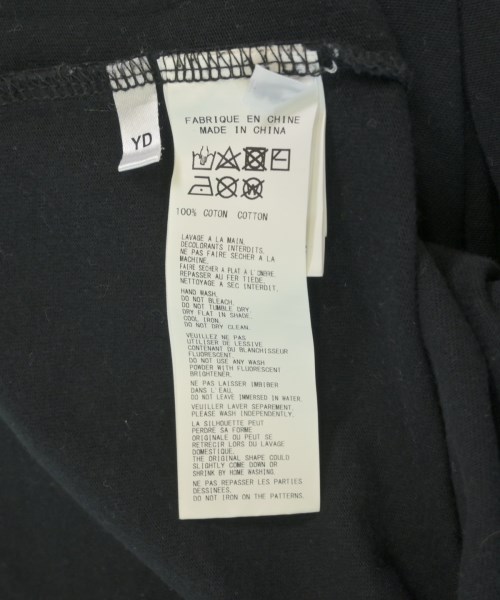 YD
FABRIQUE EN CHINE
MADE IN CHINA
100% COTON COTTON
LAVAGE A LA MAIN.
DECOLORANTS INTERDITS.
NE PAS FAIRE SECHER A LA
MACHINE.
FAIRE SECHER A PLAT A L'OMBRE
REPASSER AU FER TIEDE.
NETTOYAGE A SEC INTERDIT.
HAND WASH.
DO NOT BLEACH.
DO NOT TUMBLE DRY
DRY FLAT IN SHADE.
COOL IRON.
DO NOT DRY CLEAN.
VEUILLEZ NE PAS
UTILISER DE LESSIVE
CONTENANT DU BLANCHISSEUR
FLUORESCENT.
DO NOT USE ANY WASH
POWDER WITH FLUORESCENT
BRIGHTENER.
NE PAS LAISSER IMBIBER
DANS L'EAU.
DO NOT LEAVE IMMERSED IN WATER.
VEUILLER LAVER SEPAREMENT.
PLEASE WASH INDEPENDENTLY.
LA SILHOUETTE PEUT
PERDRE SA FORME
ORIGINALE OU PEUT SE
RETRECIR LORS DU LAVAGE
DOMESTIQUE.
THE ORIGINAL SHAPE COULD
SLIGHTLY COME DOWN OR
SHRINK BY HOME WASHING.
NE PAS REPASSER LES PARTIES
DESSINEES.
DO NOT IRON ON THE PATTERNS.